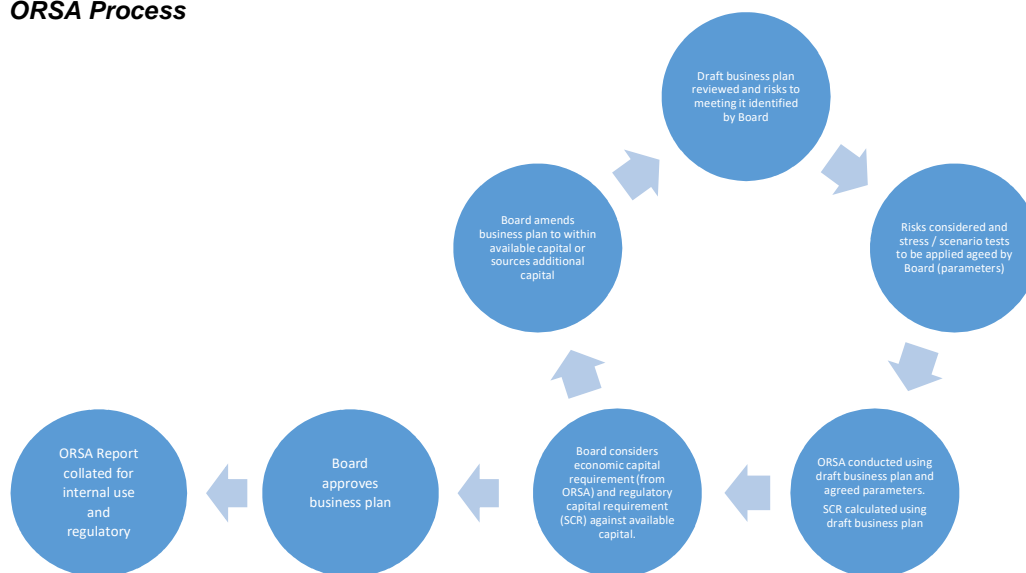 ORSA Process
Draft business plan
reviewed and risks to
meeting it identified
by Board
Risks considered and
stress / scenario tests
to be applied ageed by
Board (parameters)
ORSA conducted using
draft business plan and
agreed parameters.
SCR calculated using
draft business plan
Board considers
economic capital
requirement (from
ORSA) and regulatory
capital requirement
(SCR) against available
capital.
Board amends
business plan to within
available capital or
sources additional
capital
Board
approves
business plan
ORSA Report
collated for
internal use
and
regulatory